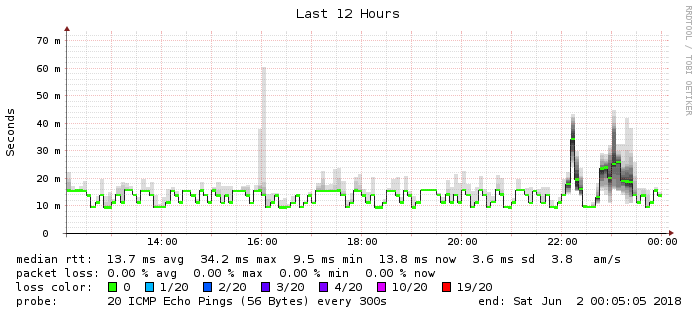 Last 12 Hours
RRDTOOL / TOBI OETIKER
Seconds
70 m
60 m
50 m
40 m
30 m
20 m
10 m
0
14:00 16:00 18:00 20:00 22:00 00:00
median rtt: 13.7 ms avg 34.2 ms max 9.5 ms min 13.8 ms now 3.6 ms sd 3.8 am/s
packet loss: 0.00 % avg 0.00 % max 0.00 % min 0.00 % now
loss color: 0 1/20 2/20 3/20 4/20 10/20 19/20
probe: 20 ICMP Echo Pings (56 Bytes) every 300s end: Sat Jun 2 00:05:05 2018